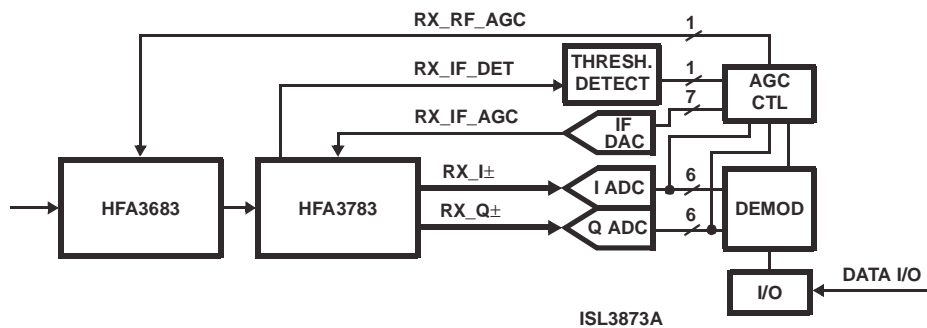 RX_RF_AGC
1
RX_IF_DET
THRESH.
DETECT
1
AGC
CTL
7
RX_IF_AGC
IF
DAC
RX_I±
I ADC
6
HFA3683
HFA3783
DEMOD
RX_Q±
Q ADC
6
DATA I/O
I/O
ISL3873A